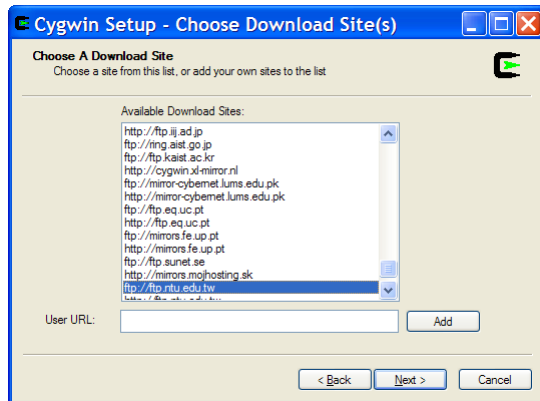 Cygwin Setup - Choose Download Site(s)
Choose A Download Site
Choose a site from this list, or add your own sites to the list
Available Download Sites:
http://ftp.iij.ad.jp
ftp://ring.aist.go.jp
ftp://ftp.kaist.ac.kr
http://cygwin.xl-mirror.nl
ftp://mirror-cybernet.lums.edu.pk
http://mirror-cybernet.lums.edu.pk
ftp://ftp.eq.uc.pt
http://ftp.eq.uc.pt
ftp://mirrors.fe.up.pt
http://mirrors.fe.up.pt
ftp://ftp.sunet.se
http://mirrors.mojhosting.sk
ftp://ftp.ntu.edu.tw
http://ftp.ntu.edu.tw
User URL:
Add
< Back
Next >
Cancel